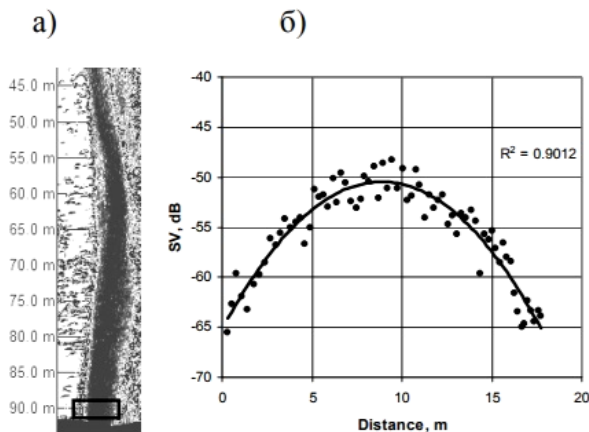 а)
б)
45.0 m
50.0 m
55.0 m
60.0 m
65.0 m
70.0 m
75.0 m
80.0 m
85.0 m
90.0 m
-40
-45
-50
-55
-60
-65
-70
SV, dB
R² = 0.9012
0
5
10
15
20
Distance, m